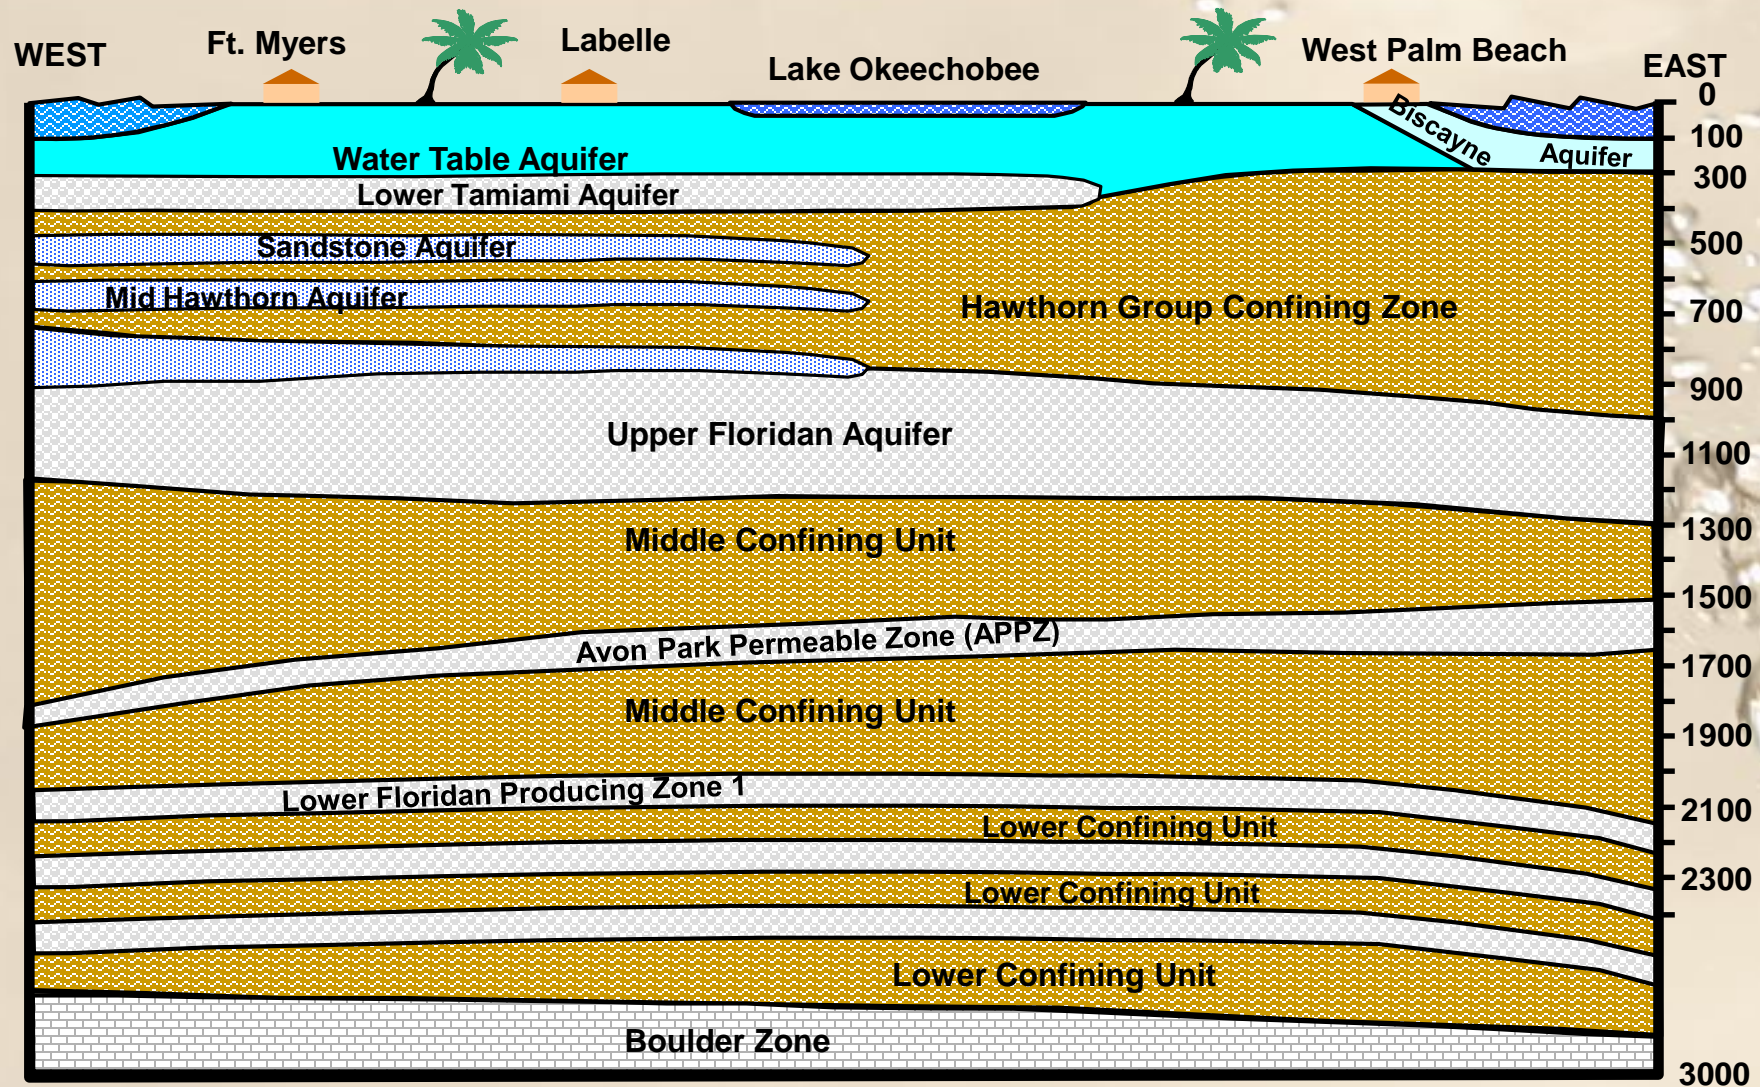 WEST
Ft. Myers
Labelle
Lake Okeechobee
West Palm Beach
EAST
0
Biscayne
Aquifer
100
Water Table Aquifer
300
Lower Tamiami Aquifer
500
Sandstone Aquifer
Mid Hawthorn Aquifer
Hawthorn Group Confining Zone
700
900
Upper Floridan Aquifer
1100
1300
Middle Confining Unit
1500
Avon Park Permeable Zone (APPZ)
1700
Middle Confining Unit
1900
Lower Floridan Producing Zone 1
2100
Lower Confining Unit
2300
Lower Confining Unit
Lower Confining Unit
Boulder Zone
3000